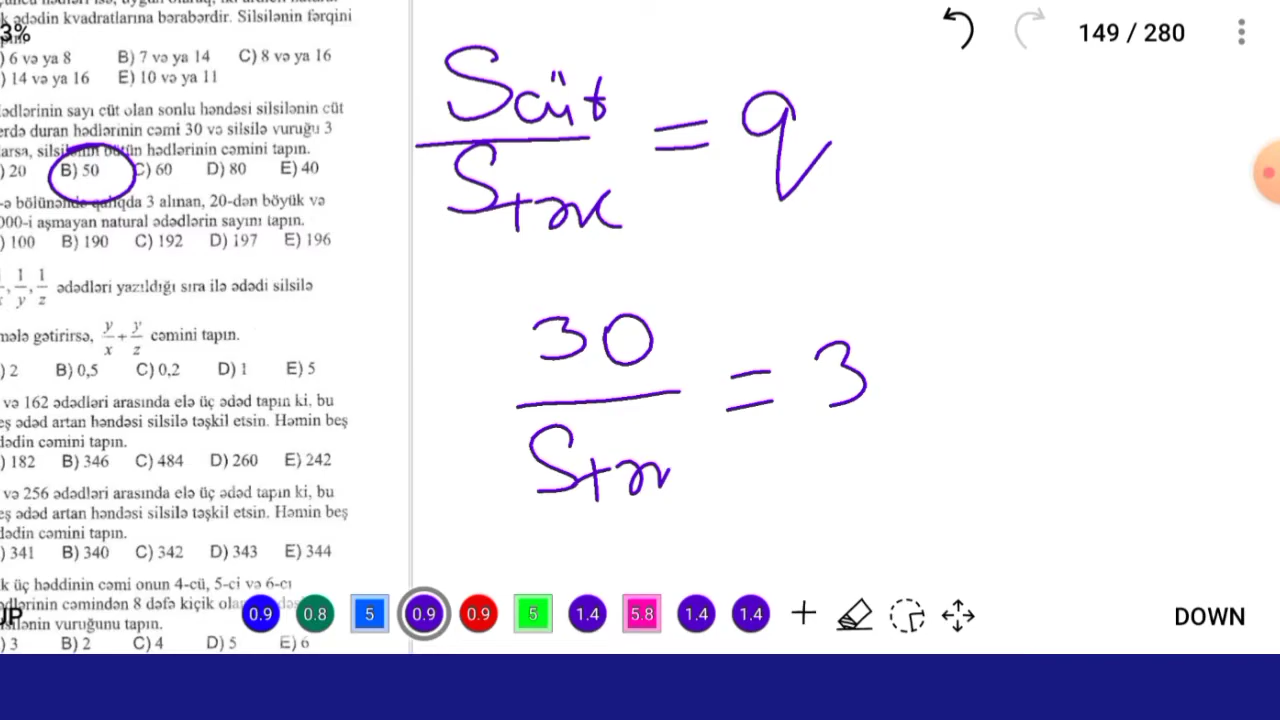 ədədin kvadratlarına bərabərdir. Silsilənin fərqini
3%
) 6 və ya 8 B) 7 və ya 14 C) 8 və ya 16
) 14 və ya 16 E) 10 və ya 11
ədlərinin sayı cüt olan sonlu həndəsi silsilənin cüt
erdə duran hədlərinin cəmi 30 və silsilə vuruğu 3
arsa, silsilənin bütün hədlərinin cəmini tapın.
) 20 B) 50 C) 60 D) 80 E) 40
-ə bölünəndə qalıqda 3 alınan, 20-dən böyük və
000-i aşmayan natural ədədlərin sayını tapın.
) 100 B) 190 C) 192 D) 197 E) 196
, 1/y, 1/z ədədləri yazıldığı sıra ilə ədədi silsilə
mələ gətirirsə, y/x + y/z cəmini tapın.
) 2 B) 0,5 C) 0,2 D) 1 E) 5
və 162 ədədləri arasında elə üç ədəd tapın ki, bu
eş ədəd artan həndəsi silsilə təşkil etsin. Həmin beş
dədin cəmini tapın.
) 182 B) 346 C) 484 D) 260 E) 242
və 256 ədədləri arasında elə üç ədəd tapın ki, bu
eş ədəd artan həndəsi silsilə təşkil etsin. Həmin beş
dədin cəmini tapın.
) 341 B) 340 C) 342 D) 343 E) 344
k üç həddinin cəmi onun 4-cü, 5-ci və 6-cı
ədlərinin cəmindən 8 dəfə kiçik
silsilənin vuruğunu tapın.
) 3 B) 2 C) 4 D) 5 E) 6
149 / 280
Scüt/Stək = q
30/Stək = 3
UP 0.9 0.8 5 0.9 0.9 5 1.4 5.8 1.4 1.4 + DOWN